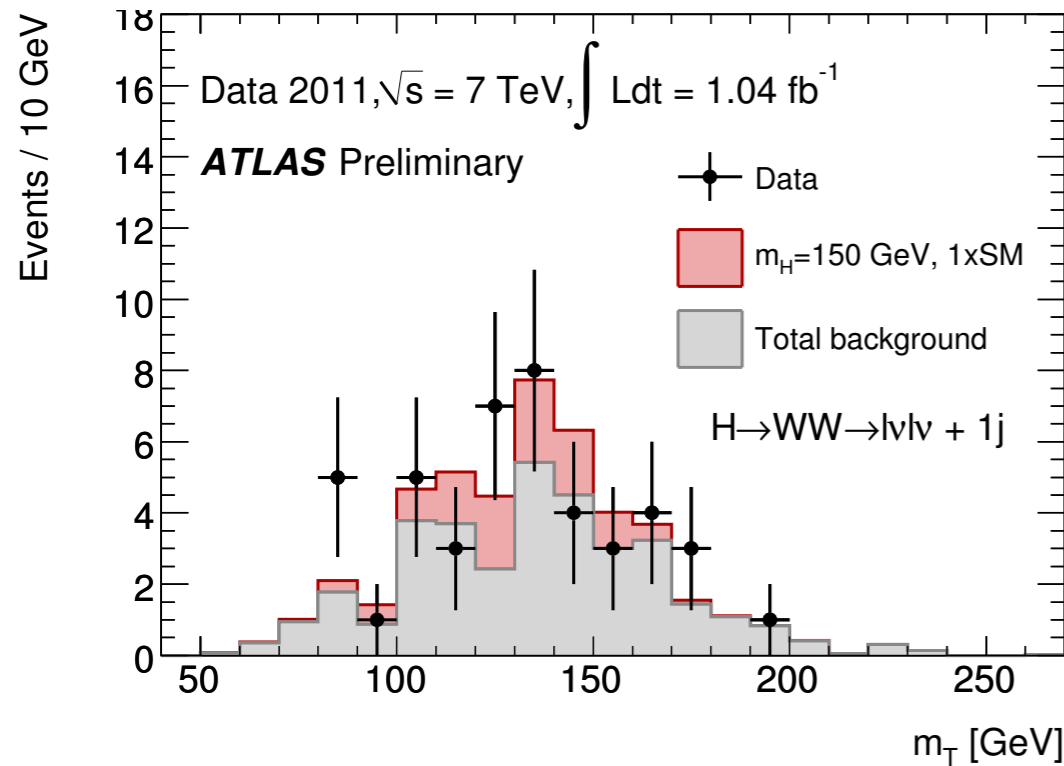 Events / 10 GeV
18
16
14
12
10
8
6
4
2
0
Data 2011, √s = 7 TeV, ∫ Ldt = 1.04 fb⁻¹
ATLAS Preliminary
Data
m_H=150 GeV, 1xSM
Total background
H→WW→lνlν + 1j
50 100 150 200 250
m_T [GeV]